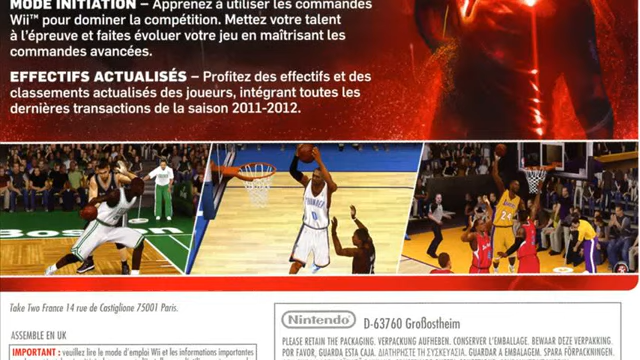 MODE INITIATION – Apprenez à utiliser les commandes
Wii™ pour dominer la compétition. Mettez votre talent
à l'épreuve et faites évoluer votre jeu en maîtrisant les
commandes avancées.
EFFECTIFS ACTUALISÉS – Profitez des effectifs et des
classements actualisés des joueurs, intégrant toutes les
dernières transactions de la saison 2011-2012.
Boston
THUNDER
0
24
Take Two France 14 rue de Castiglione 75001 Paris.
ASSEMBLE EN UK
IMPORTANT : veuillez lire le mode d'emploi Wii et les informations importantes
Nintendo
D-63760 Großostheim
PLEASE RETAIN THE PACKAGING. VERPACKUNG AUFHEBEN. CONSERVER L'EMBALLAGE. BEWAAR DEZE VERPAKKING.
POR FAVOR, GUARDA ESTA CAJA. ΔΙΑΤΗΡΗΣΤΕ ΤΗ ΣΥΣΚΕΥΑΣΙΑ. GUARDAR A EMBALAGEM. SPARA FÖRPACKNINGEN.